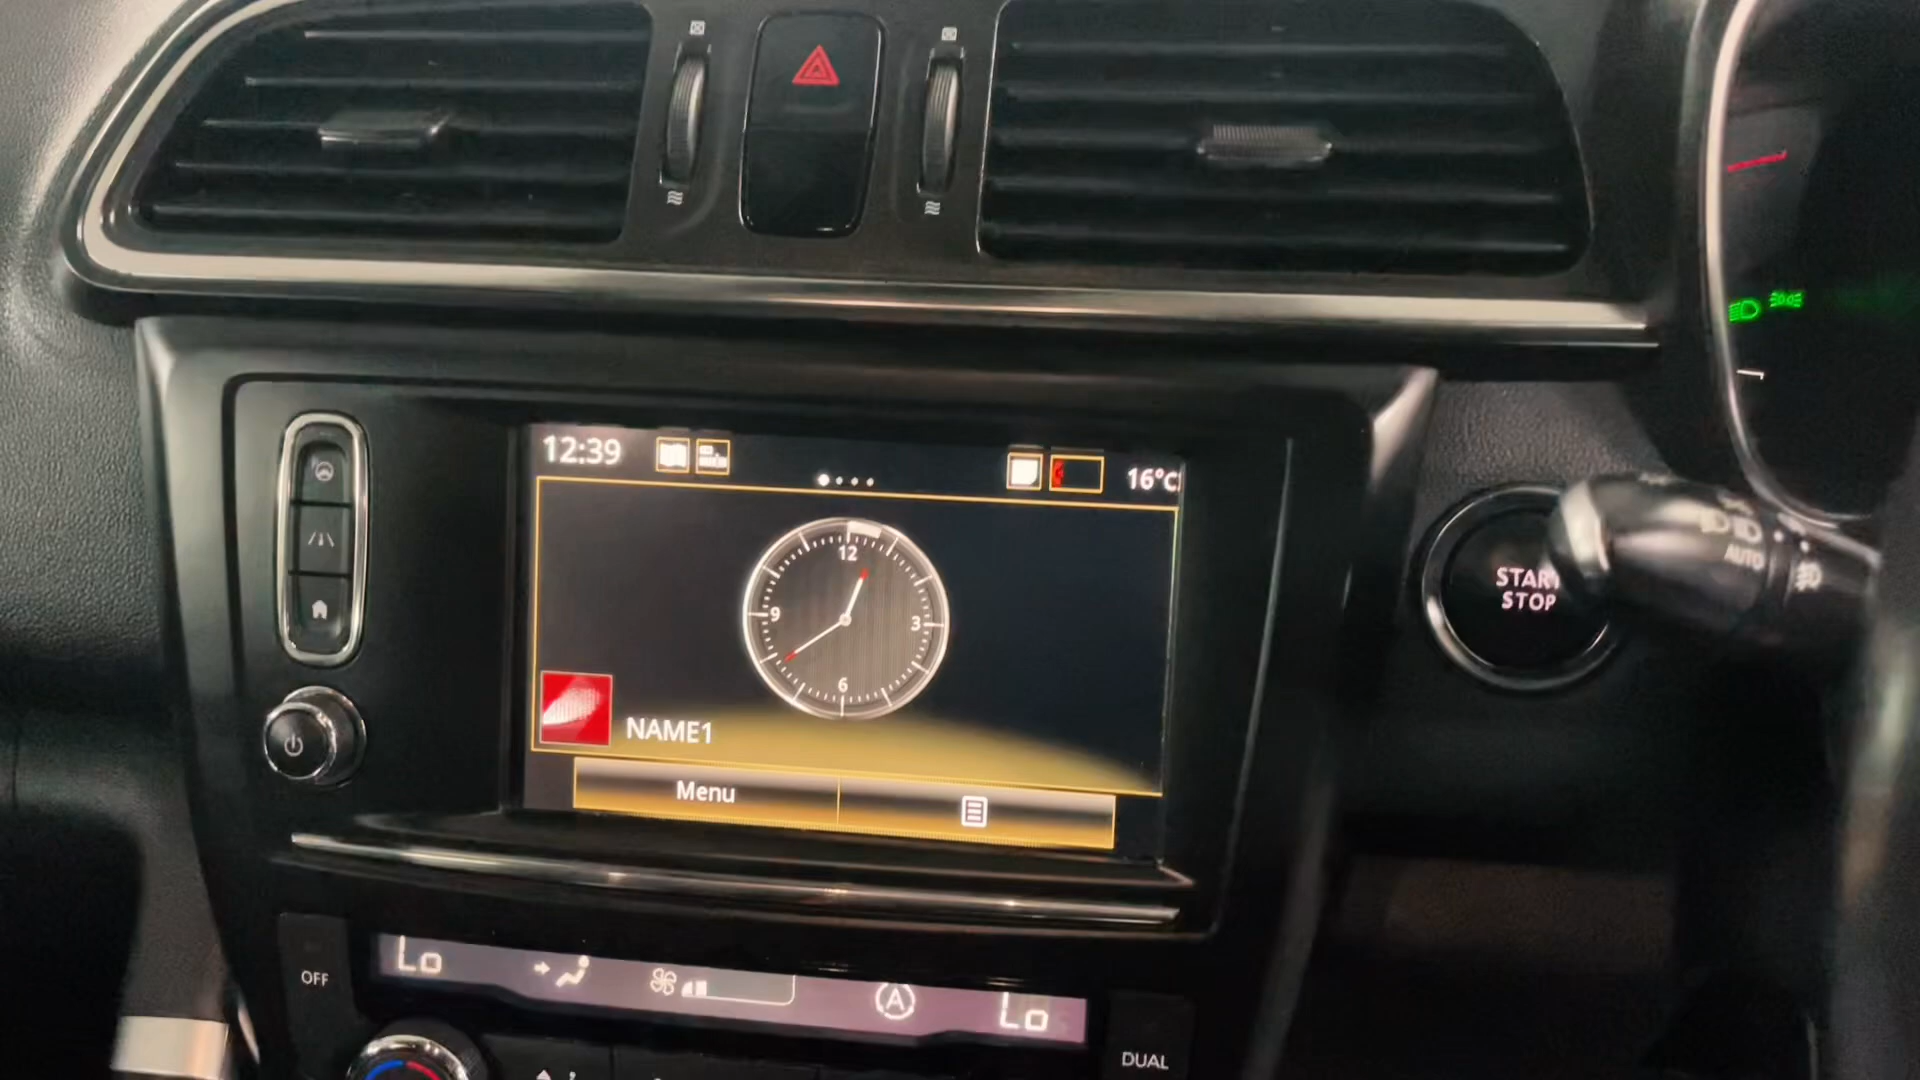 12:39
16°C
12
9
3
6
NAME1
Menu
START
STOP
AUTO
OFF
Lo
A
Lo
DUAL